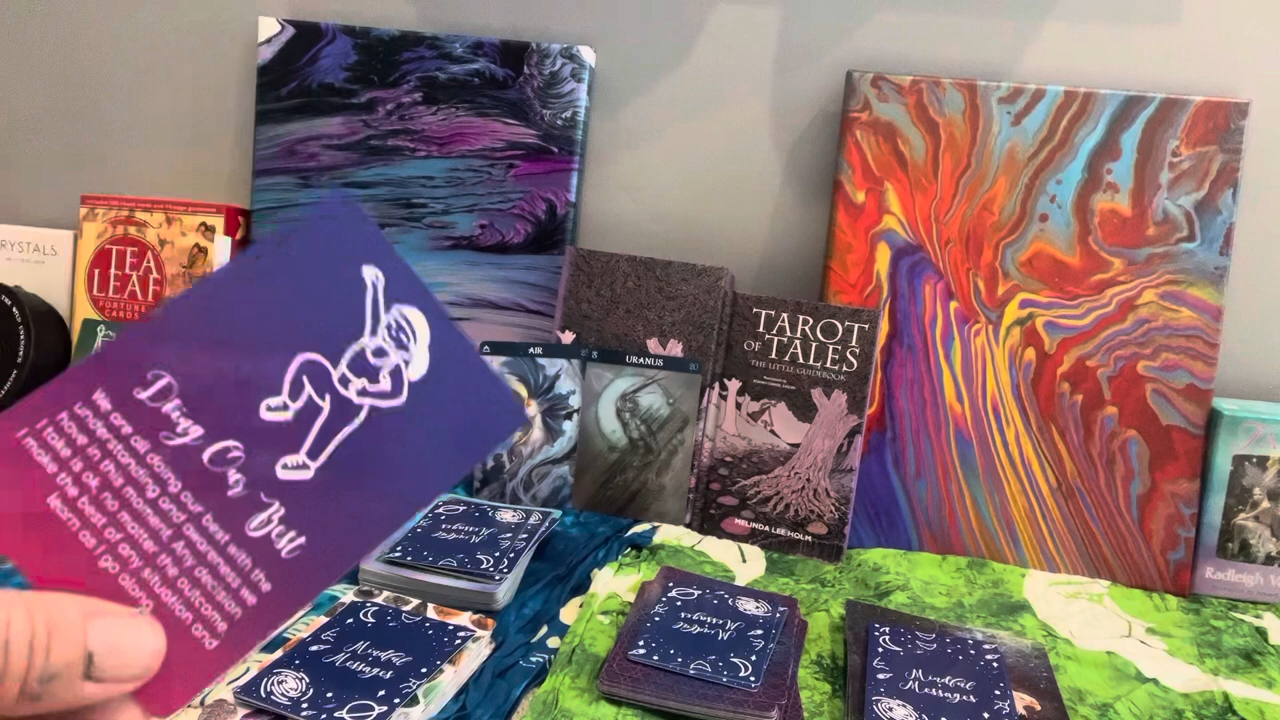 RYSTALS
TEA
LEAF
FORTUNE
CARDS
Doing Our Best
We are all doing our best with the
understanding and awareness we
have in this moment. Any decision
I take is ok, no matter the outcome.
I make the best of any situation and
learn as I go along
AIR
URANUS
20
TAROT
OF TALES
THE LITTLE GUIDEBOOK
MELINDA LEE HOLM
Mindful
Messages
Mindful
Messages
Mindful
Messages
Mindful
Messages
Radleigh